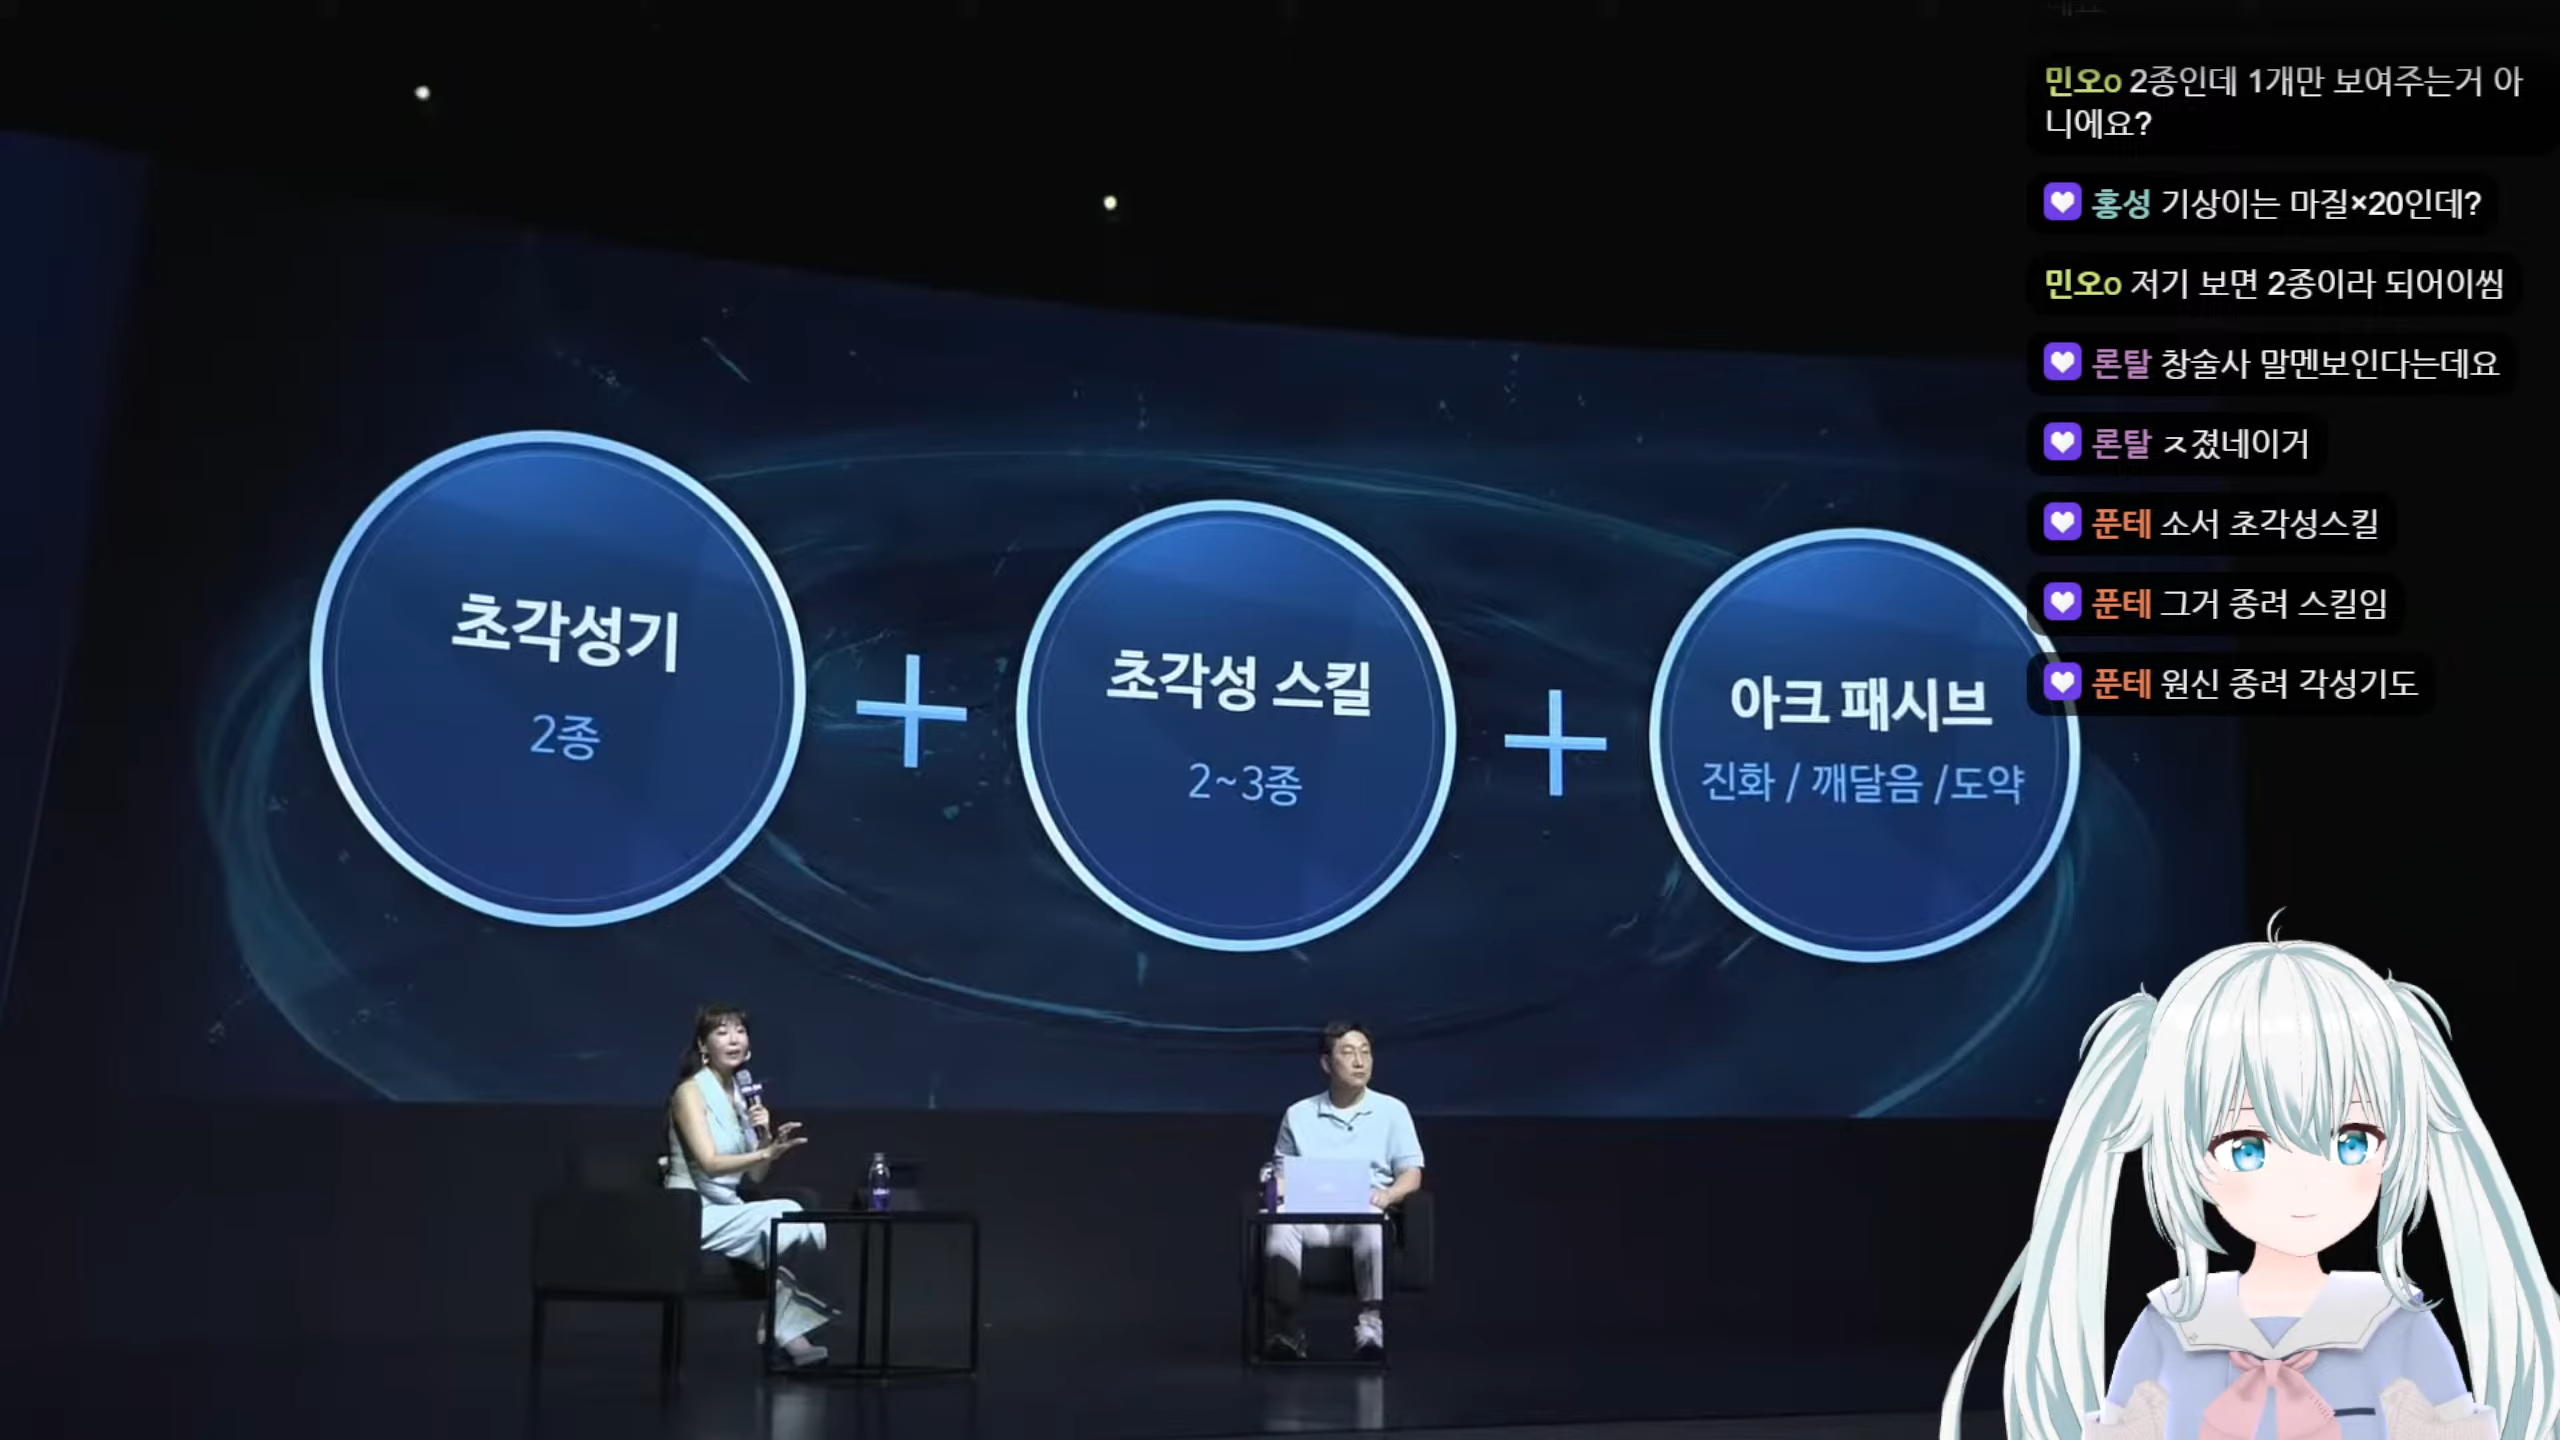 초각성기
2종
초각성 스킬
2~3종
아크 패시브
진화 / 깨달음 /도약
민오o 2종인데 1개만 보여주는거 아
니에요?
홍성 기상이는 마질×20인데?
민오o 저기 보면 2종이라 되어이씸
론탈 창술사 말멘보인다는데요
론탈 ㅈ졌네이거
푼테 소서 초각성스킬
푼테 그거 종려 스킬임
푼테 원신 종려 각성기도